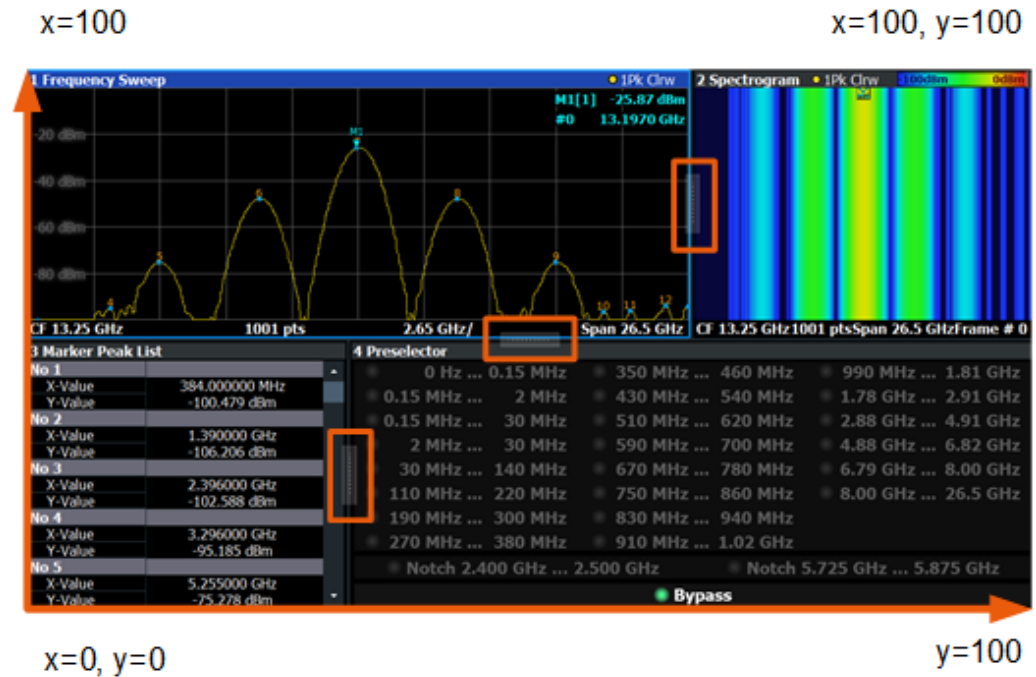 x=100 x=100, y=100
1 Frequency Sweep 1Pk Clrw 2 Spectrogram 1Pk Clrw -100dBm 0dBm
M1[1] -25.87 dBm
#0 13.1970 GHz
M1
-20 dBm
-40 dBm
6 8
-60 dBm
5 9
-80 dBm
4 10 11 12
CF 13.25 GHz 1001 pts 2.65 GHz/ Span 26.5 GHz CF 13.25 GHz 1001 pts Span 26.5 GHz Frame # 0
3 Marker Peak List 4 Preselector
No 1 0 Hz ... 0.15 MHz 350 MHz ... 460 MHz 990 MHz ... 1.81 GHz
X-Value 384.000000 MHz
Y-Value -100.479 dBm 0.15 MHz ... 2 MHz 430 MHz ... 540 MHz 1.78 GHz ... 2.91 GHz
No 2 0.15 MHz ... 30 MHz 510 MHz ... 620 MHz 2.88 GHz ... 4.91 GHz
X-Value 1.390000 GHz
Y-Value -106.206 dBm 2 MHz ... 30 MHz 590 MHz ... 700 MHz 4.88 GHz ... 6.82 GHz
No 3 30 MHz ... 140 MHz 670 MHz ... 780 MHz 6.79 GHz ... 8.00 GHz
X-Value 2.396000 GHz
Y-Value -102.588 dBm 110 MHz ... 220 MHz 750 MHz ... 860 MHz 8.00 GHz ... 26.5 GHz
No 4 190 MHz ... 300 MHz 830 MHz ... 940 MHz
X-Value 3.296000 GHz
Y-Value -95.185 dBm 270 MHz ... 380 MHz 910 MHz ... 1.02 GHz
No 5 Notch 2.400 GHz ... 2.500 GHz Notch 5.725 GHz ... 5.875 GHz
X-Value 5.255000 GHz
Y-Value -75.278 dBm Bypass
x=0, y=0 y=100